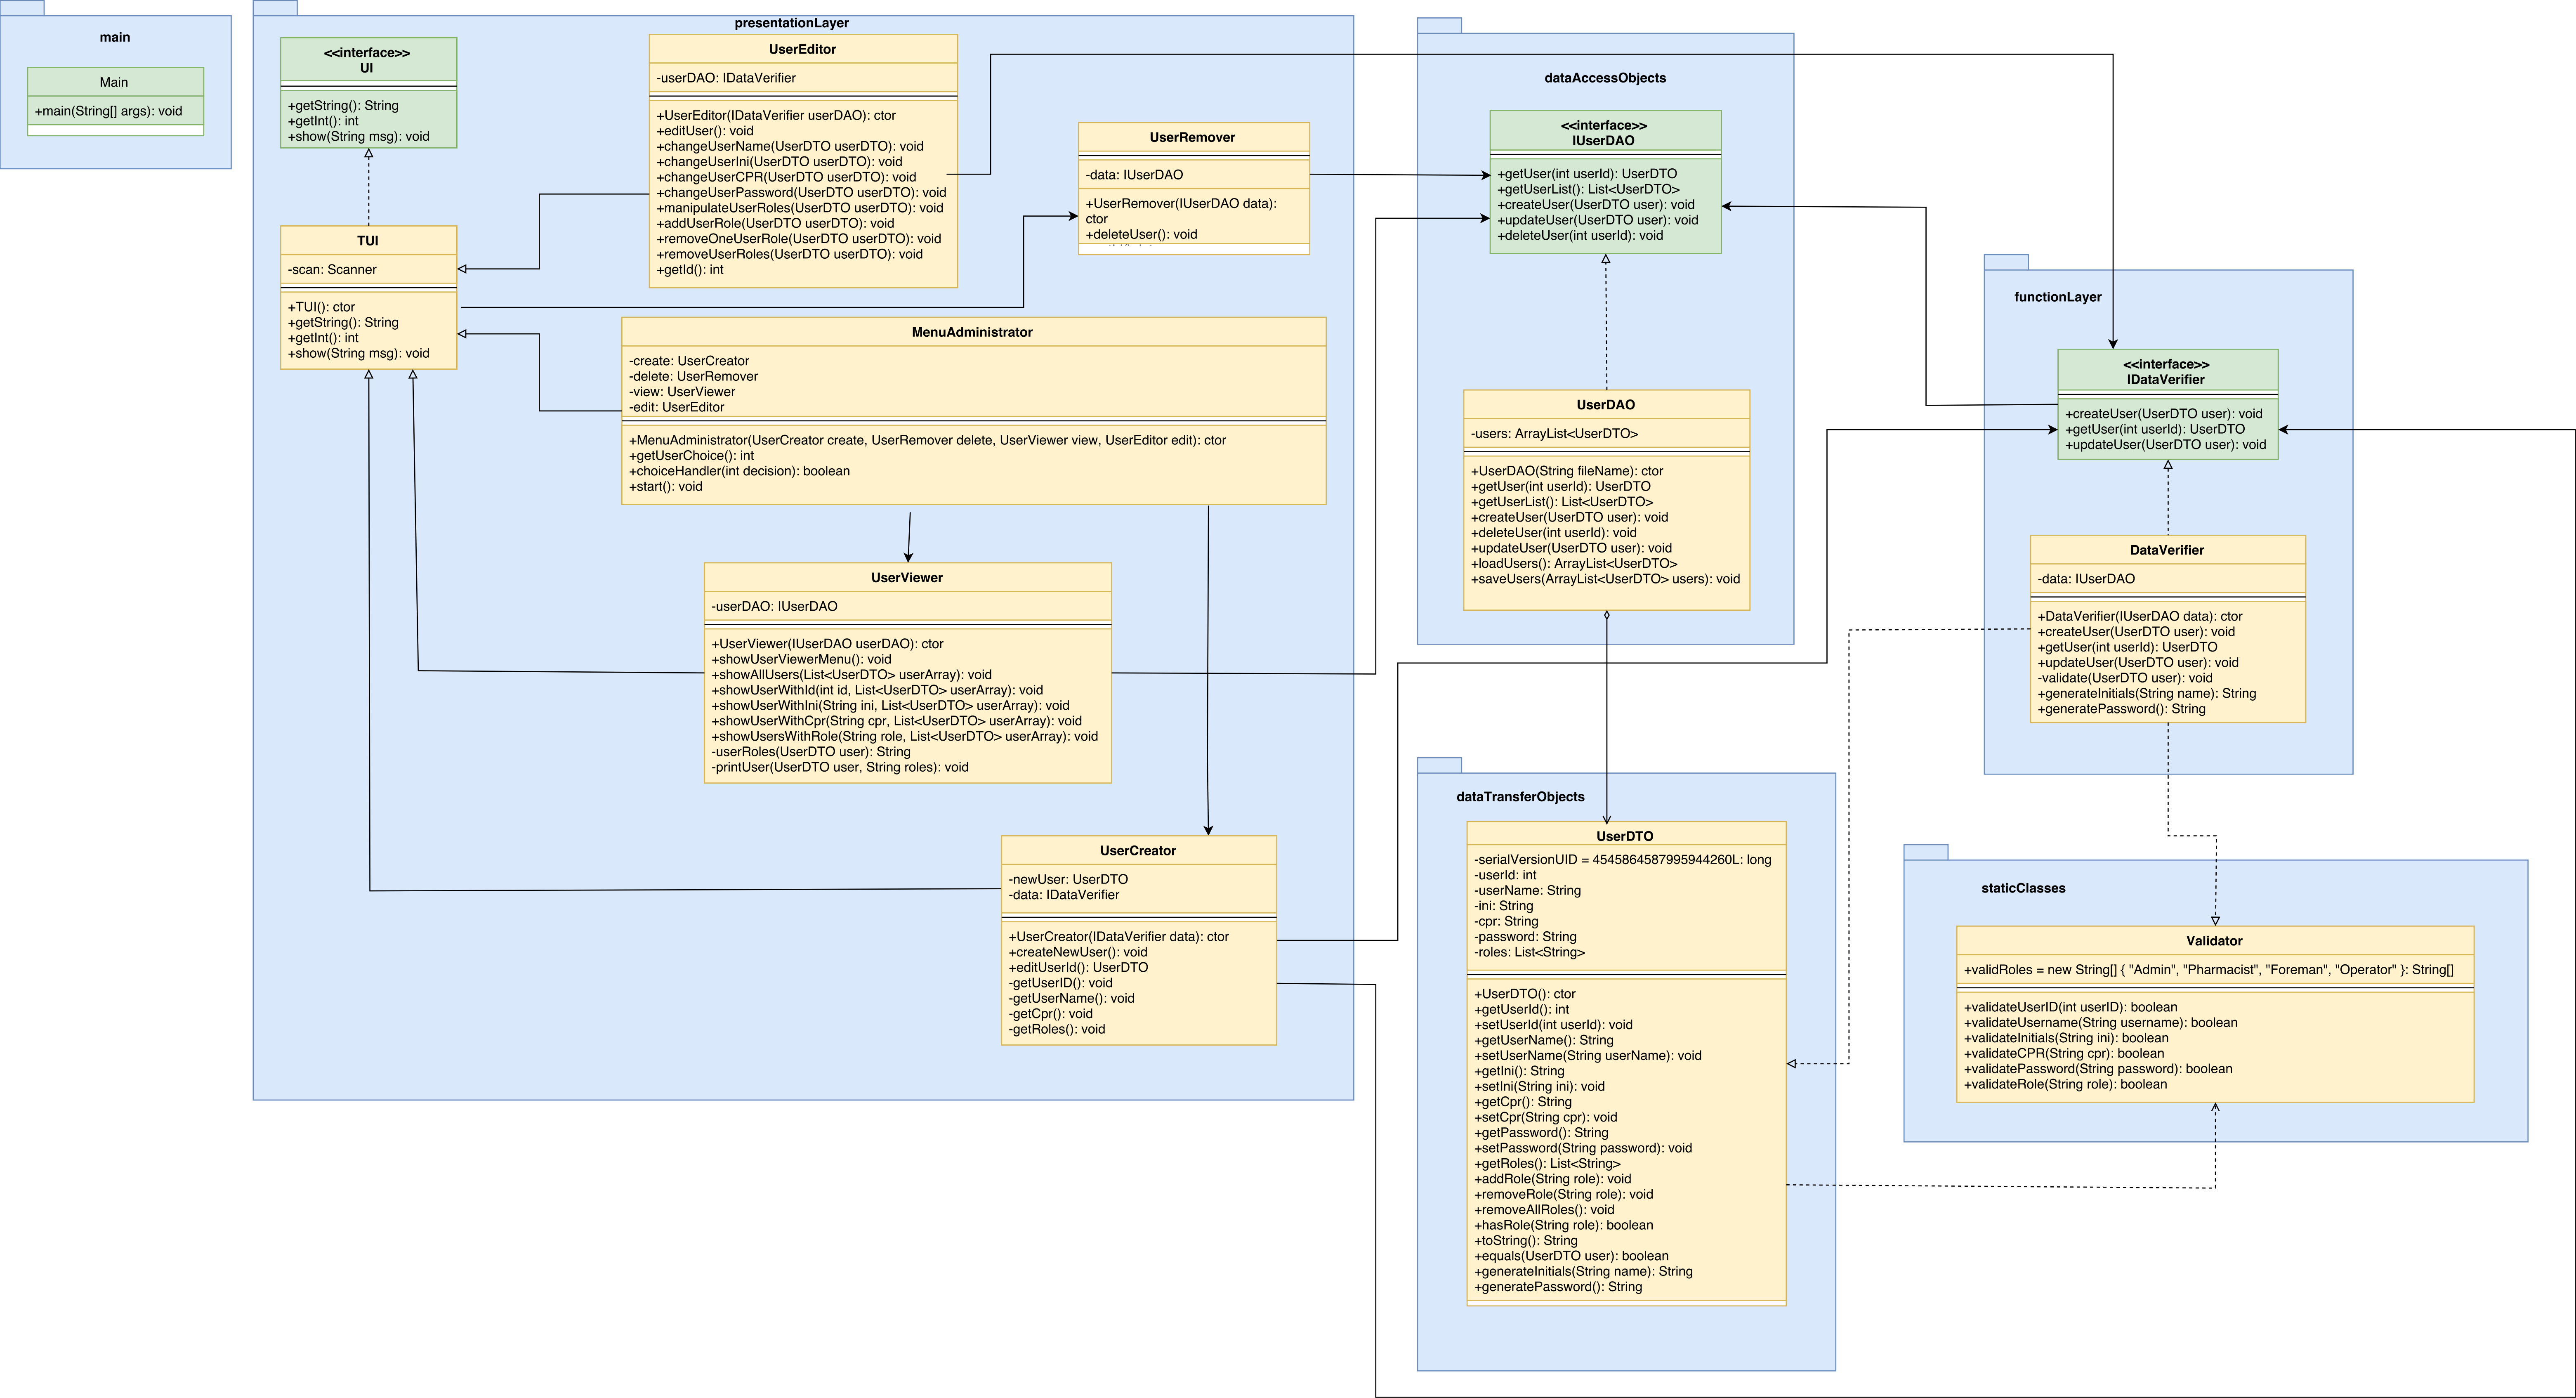 main
Main
+main(String[] args): void
presentationLayer
<<interface>>
UI
+getString(): String
+getInt(): int
+show(String msg): void
TUI
-scan: Scanner
+TUI(): ctor
+getString(): String
+getInt(): int
+show(String msg): void
UserEditor
-userDAO: IDataVerifier
+UserEditor(IDataVerifier userDAO): ctor
+editUser(): void
+changeUserName(UserDTO userDTO): void
+changeUserIni(UserDTO userDTO): void
+changeUserCPR(UserDTO userDTO): void
+changeUserPassword(UserDTO userDTO): void
+manipulateUserRoles(UserDTO userDTO): void
+addUserRole(UserDTO userDTO): void
+removeOneUserRole(UserDTO userDTO): void
+removeUserRoles(UserDTO userDTO): void
+getId(): int
UserRemover
-data: IUserDAO
+UserRemover(IUserDAO data):
ctor
+deleteUser(): void
MenuAdministrator
-create: UserCreator
-delete: UserRemover
-view: UserViewer
-edit: UserEditor
+MenuAdministrator(UserCreator create, UserRemover delete, UserViewer view, UserEditor edit): ctor
+getUserChoice(): int
+choiceHandler(int decision): boolean
+start(): void
UserViewer
-userDAO: IUserDAO
+UserViewer(IUserDAO userDAO): ctor
+showUserViewerMenu(): void
+showAllUsers(List<UserDTO> userArray): void
+showUserWithId(int id, List<UserDTO> userArray): void
+showUserWithIni(String ini, List<UserDTO> userArray): void
+showUserWithCpr(String cpr, List<UserDTO> userArray): void
+showUsersWithRole(String role, List<UserDTO> userArray): void
-userRoles(UserDTO user): String
-printUser(UserDTO user, String roles): void
UserCreator
-newUser: UserDTO
-data: IDataVerifier
+UserCreator(IDataVerifier data): ctor
+createNewUser(): void
+editUserId(): UserDTO
-getUserID(): void
-getUserName(): void
-getCpr(): void
-getRoles(): void
dataAccessObjects
<<interface>>
IUserDAO
+getUser(int userId): UserDTO
+getUserList(): List<UserDTO>
+createUser(UserDTO user): void
+updateUser(UserDTO user): void
+deleteUser(int userId): void
UserDAO
-users: ArrayList<UserDTO>
+UserDAO(String fileName): ctor
+getUser(int userId): UserDTO
+getUserList(): List<UserDTO>
+createUser(UserDTO user): void
+deleteUser(int userId): void
+updateUser(UserDTO user): void
+loadUsers(): ArrayList<UserDTO>
+saveUsers(ArrayList<UserDTO> users): void
dataTransferObjects
UserDTO
-serialVersionUID = 4545864587995944260L: long
-userId: int
-userName: String
-ini: String
-cpr: String
-password: String
-roles: List<String>
+UserDTO(): ctor
+getUserId(): int
+setUserId(int userId): void
+getUserName(): String
+setUserName(String userName): void
+getIni(): String
+setIni(String ini): void
+getCpr(): String
+setCpr(String cpr): void
+getPassword(): String
+setPassword(String password): void
+getRoles(): List<String>
+addRole(String role): void
+removeRole(String role): void
+removeAllRoles(): void
+hasRole(String role): boolean
+toString(): String
+equals(UserDTO user): boolean
+generateInitials(String name): String
+generatePassword(): String
functionLayer
<<interface>>
IDataVerifier
+createUser(UserDTO user): void
+getUser(int userId): UserDTO
+updateUser(UserDTO user): void
DataVerifier
-data: IUserDAO
+DataVerifier(IUserDAO data): ctor
+createUser(UserDTO user): void
+getUser(int userId): UserDTO
+updateUser(UserDTO user): void
-validate(UserDTO user): void
+generateInitials(String name): String
+generatePassword(): String
staticClasses
Validator
+validRoles = new String[] { "Admin", "Pharmacist", "Foreman", "Operator" }: String[]
+validateUserID(int userID): boolean
+validateUsername(String username): boolean
+validateInitials(String ini): boolean
+validateCPR(String cpr): boolean
+validatePassword(String password): boolean
+validateRole(String role): boolean